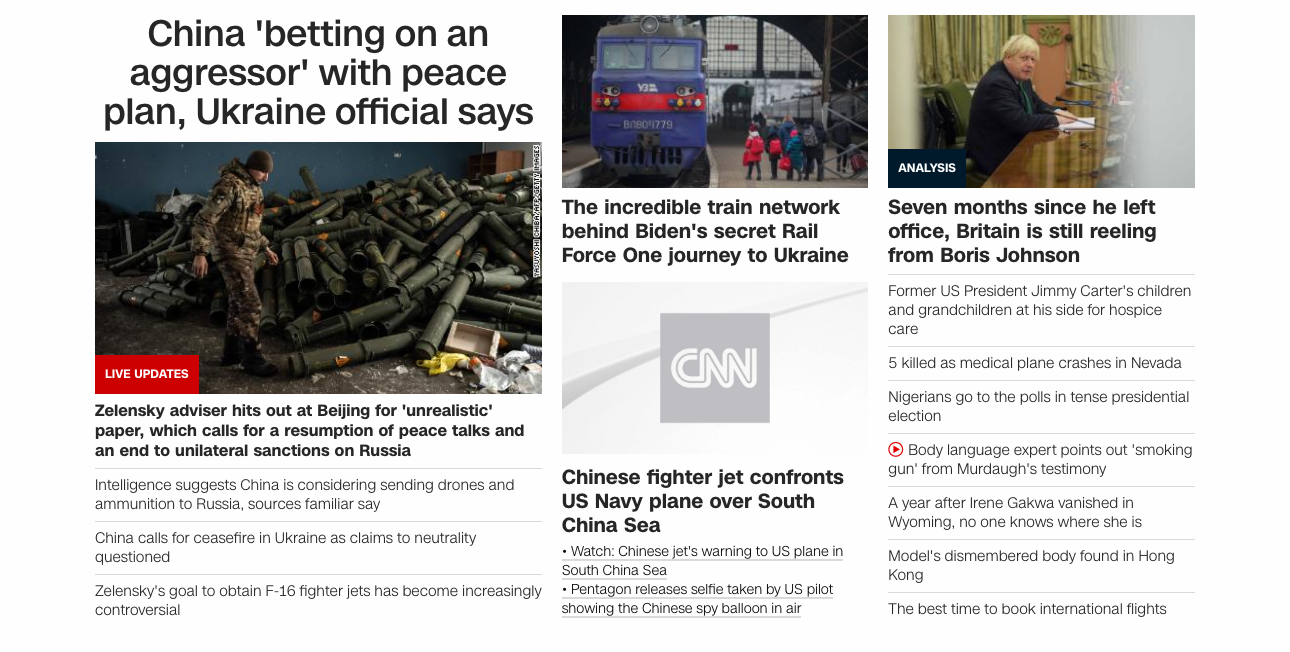 China 'betting on an
aggressor' with peace
plan, Ukraine official says
YASUYOSHI CHIBA/AFP/GETTY IMAGES
LIVE UPDATES
Zelensky adviser hits out at Beijing for 'unrealistic'
paper, which calls for a resumption of peace talks and
an end to unilateral sanctions on Russia
Intelligence suggests China is considering sending drones and
ammunition to Russia, sources familiar say
China calls for ceasefire in Ukraine as claims to neutrality
questioned
Zelensky's goal to obtain F-16 fighter jets has become increasingly
controversial
УЗ
ВЛ80Т1779
The incredible train network
behind Biden's secret Rail
Force One journey to Ukraine
CNN
Chinese fighter jet confronts
US Navy plane over South
China Sea
• Watch: Chinese jet's warning to US plane in
South China Sea
• Pentagon releases selfie taken by US pilot
showing the Chinese spy balloon in air
ANALYSIS
Seven months since he left
office, Britain is still reeling
from Boris Johnson
Former US President Jimmy Carter's children
and grandchildren at his side for hospice
care
5 killed as medical plane crashes in Nevada
Nigerians go to the polls in tense presidential
election
Body language expert points out 'smoking
gun' from Murdaugh's testimony
A year after Irene Gakwa vanished in
Wyoming, no one knows where she is
Model's dismembered body found in Hong
Kong
The best time to book international flights